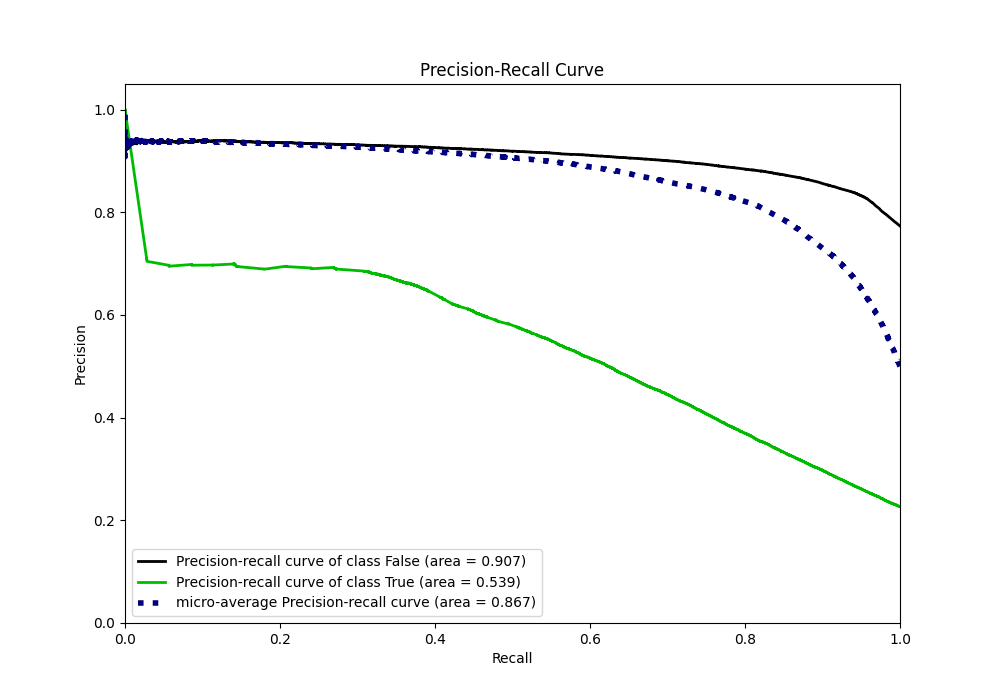 Precision-Recall Curve
1.0
0.8
0.6
0.4
0.2
0.0
Precision
Precision-recall curve of class False (area = 0.907)
Precision-recall curve of class True (area = 0.539)
micro-average Precision-recall curve (area = 0.867)
0.0 0.2 0.4 0.6 0.8 1.0
Recall